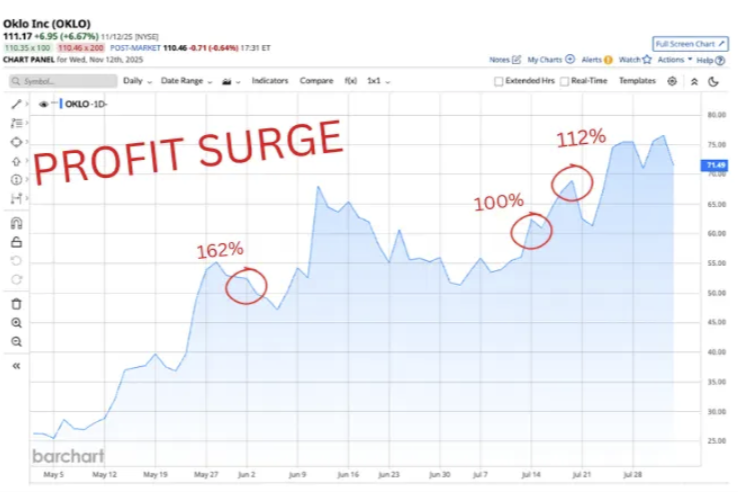 Oklo Inc (OKLO)
111.17 +6.95 (+6.67%) 11/12/25 [NYSE]
110.35 x 100 110.46 x 200 POST-MARKET 110.46 -0.71 (-0.64%) 17:31 ET
Full Screen Chart
CHART PANEL for Wed, Nov 12th, 2025
Notes My Charts Alerts Watch Actions Help
Symbol... Daily Date Range Indicators Compare f(x) 1x1 Extended Hrs Real-Time Templates
OKLO·1D·
PROFIT SURGE
162%
100%
112%
80.00
75.00
71.49
70.00
65.00
60.00
55.00
50.00
45.00
40.00
35.00
30.00
25.00
barchart
May 5 May 12 May 19 May 27 Jun 2 Jun 9 Jun 16 Jun 23 Jun 30 Jul 7 Jul 14 Jul 21 Jul 28